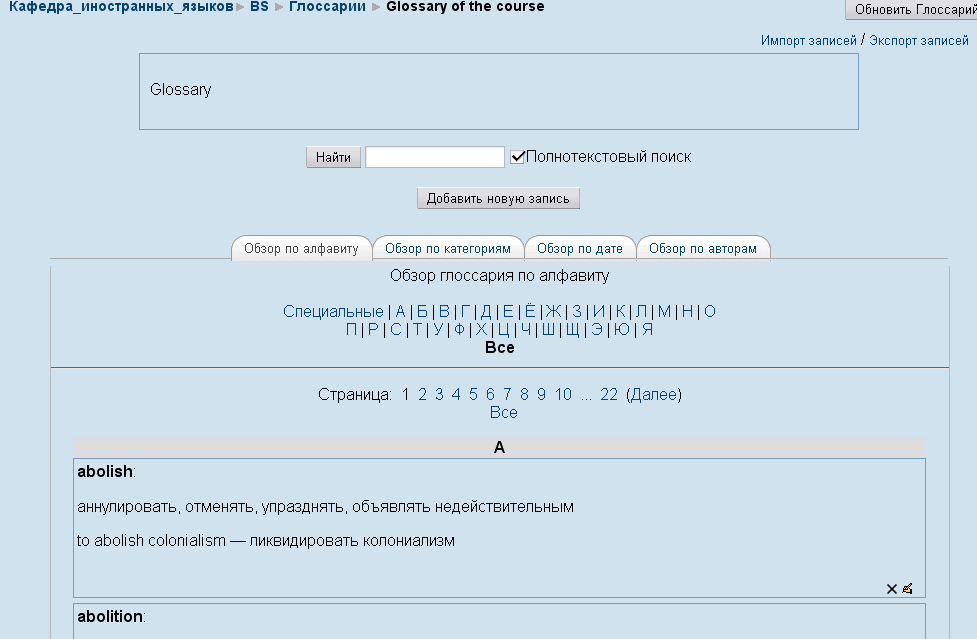 Кафедра_иностранных_языков ► BS ► Глоссарии ► Glossary of the course
Обновить Глоссарий
Импорт записей / Экспорт записей
Glossary
Найти Полнотекстовый поиск
Добавить новую запись
Обзор по алфавиту Обзор по категориям Обзор по дате Обзор по авторам
Обзор глоссария по алфавиту
Специальные | А | Б | В | Г | Д | Е | Ё | Ж | З | И | К | Л | М | Н | О
П | Р | С | Т | У | Ф | Х | Ц | Ч | Ш | Щ | Э | Ю | Я
Все
Страница: 1 2 3 4 5 6 7 8 9 10 ... 22 (Далее)
Все
A
abolish:
аннулировать, отменять, упразднять, объявлять недействительным
to abolish colonialism — ликвидировать колониализм
abolition: